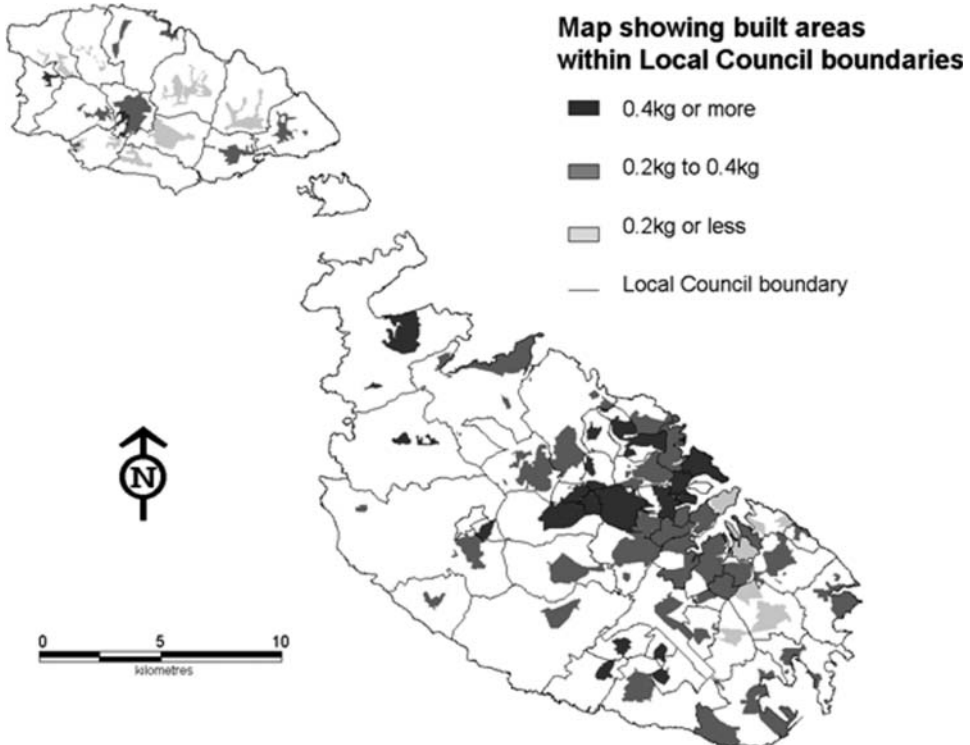 Map showing built areas
within Local Council boundaries
0.4kg or more
0.2kg to 0.4kg
0.2kg or less
Local Council boundary
N
0 5 10
kilometres